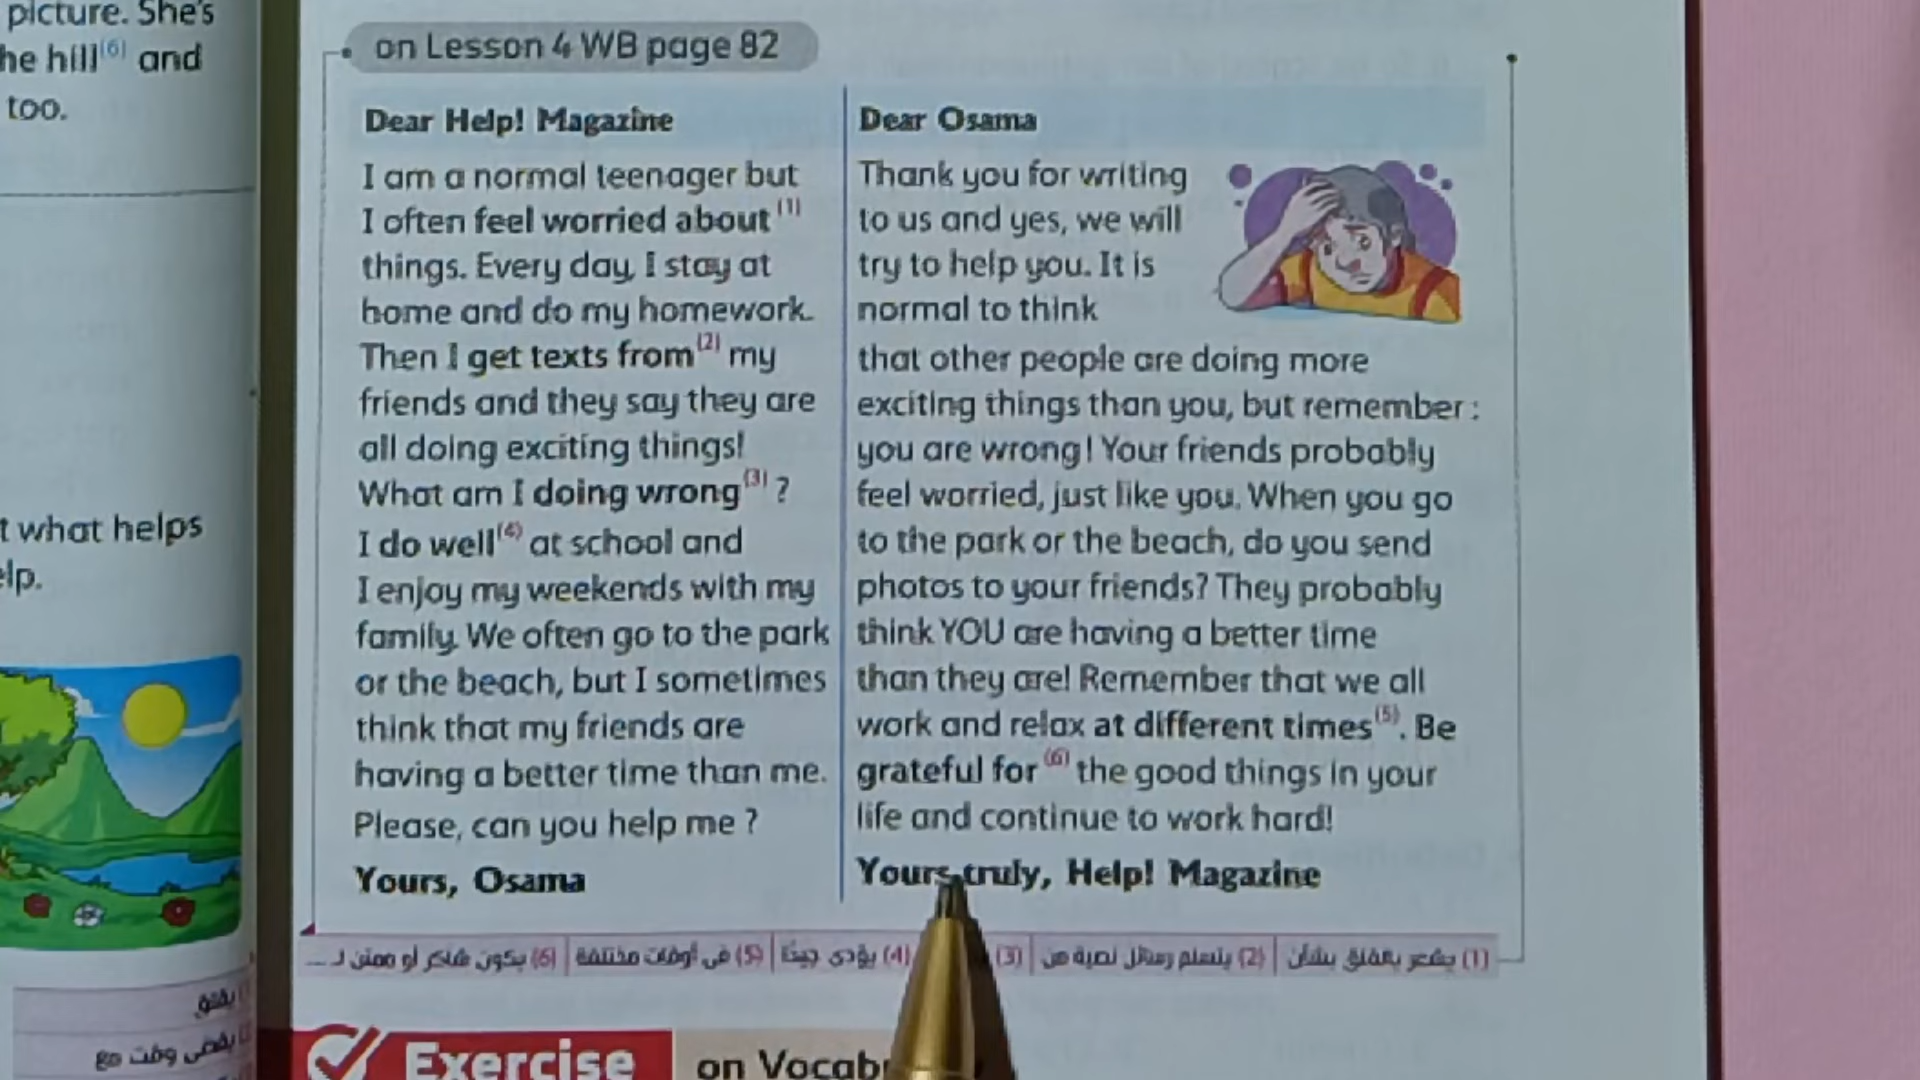 picture. She's
he hill(6) and
too.
t what helps
elp.
يقضى وقت مع
on Lesson 4 WB page 82
Dear Help! Magazine
I am a normal teenager but
I often feel worried about (1)
things. Every day, I stay at
home and do my homework.
Then I get texts from(2) my
friends and they say they are
all doing exciting things!
What am I doing wrong(3) ?
I do well(4) at school and
I enjoy my weekends with my
family. We often go to the park
or the beach, but I sometimes
think that my friends are
having a better time than me.
Please, can you help me ?
Yours, Osama
Dear Osama
Thank you for writing
to us and yes, we will
try to help you. It is
normal to think
that other people are doing more
exciting things than you, but remember :
you are wrong! Your friends probably
feel worried, just like you. When you go
to the park or the beach, do you send
photos to your friends? They probably
think YOU are having a better time
than they are! Remember that we all
work and relax at different times(5). Be
grateful for (6) the good things in your
life and continue to work hard!
Yours truly, Help! Magazine
(1) يشعر بالقلق بشأن (2) يتسلم رسائل نصية من (3) (4) يؤدى جيدًا (5) فى أوقات مختلفة (6) يكون شاكر أو ممتن لـ ...
Exercise on